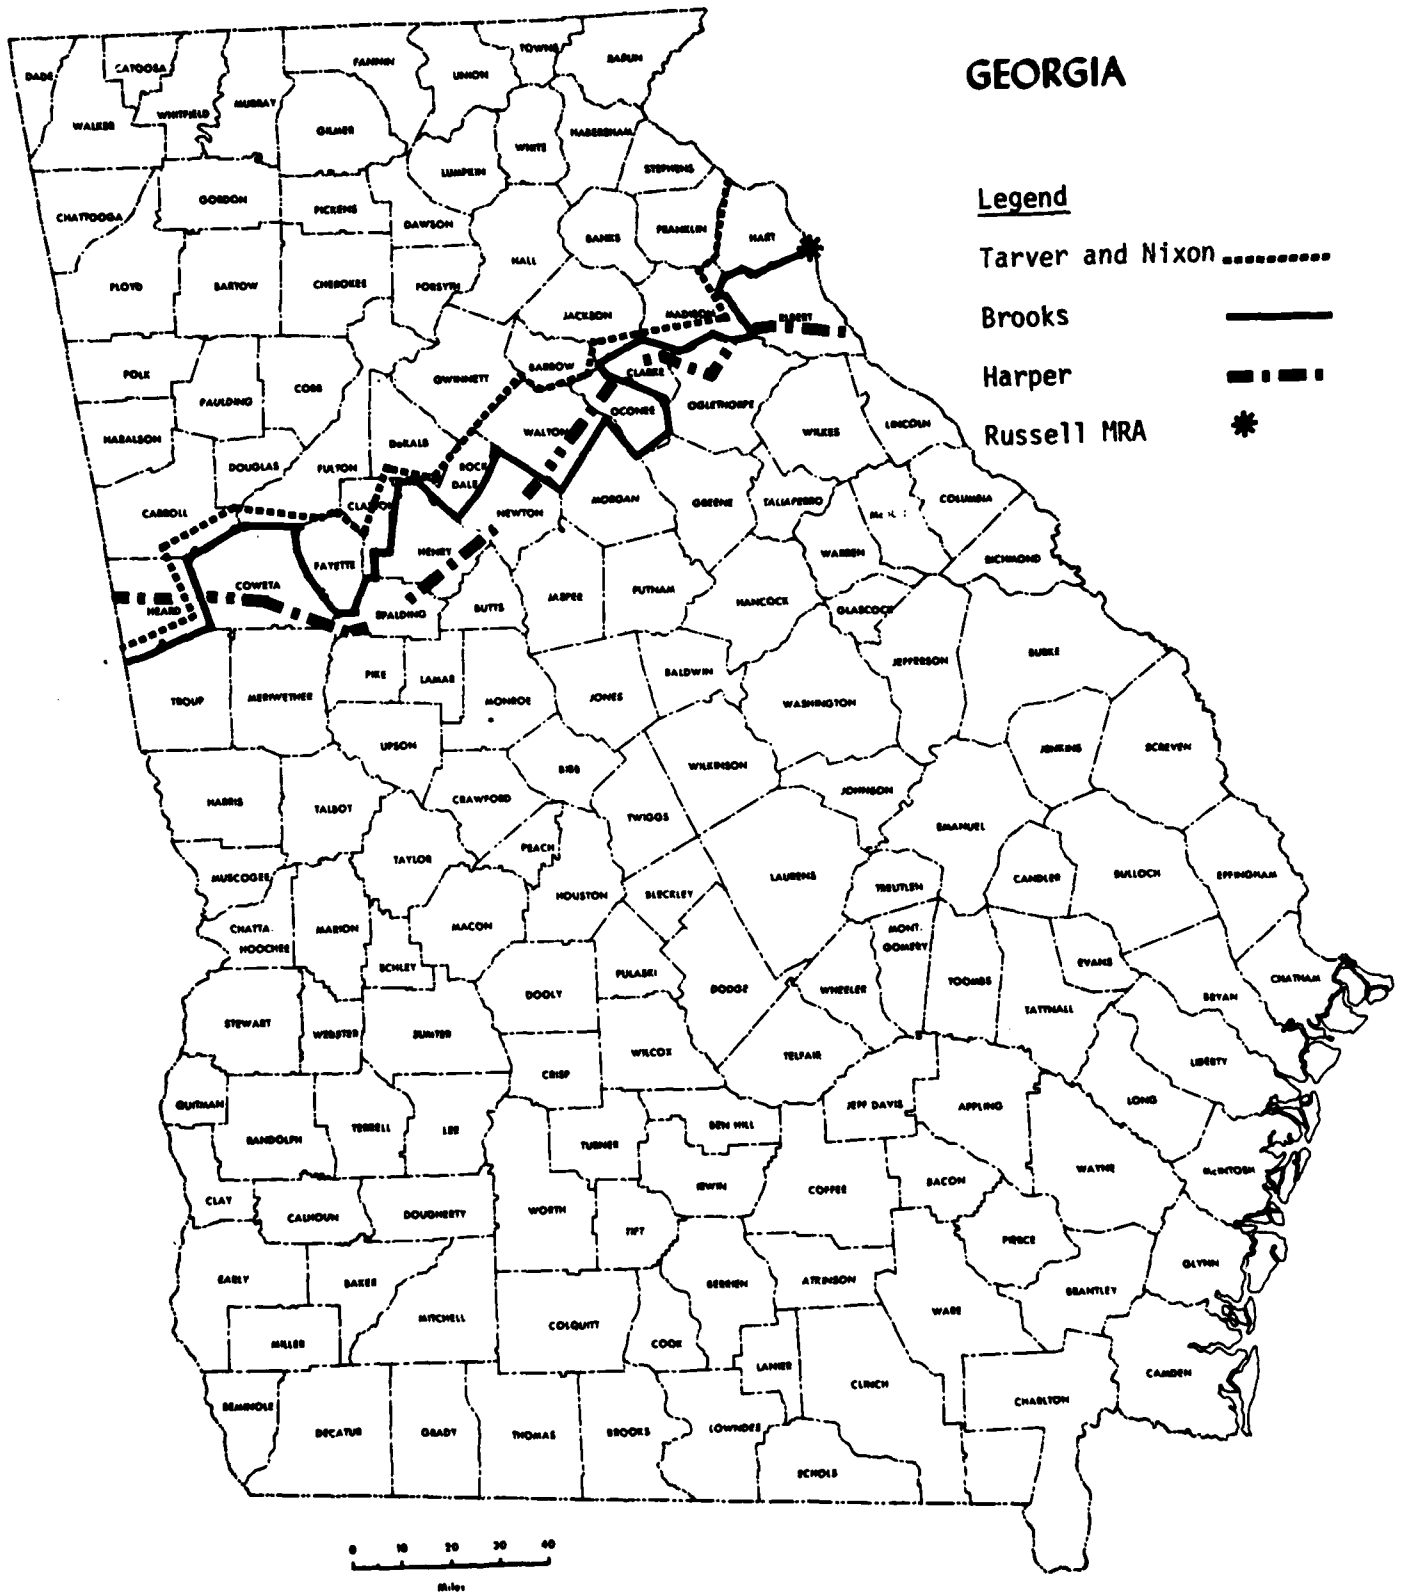 GEORGIA
Legend
Tarver and Nixon
Brooks
Harper
Russell MRA
DADE
CATOOSA
WALKER
WHITFIELD
MURRAY
FANNIN
GILMER
UNION
TOWNS
RABUN
WHITE
HABERSHAM
LUMPKIN
STEPHENS
CHATTOOGA
GORDON
PICKENS
DAWSON
BANKS
FRANKLIN
HART
HALL
FLOYD
BARTOW
CHEROKEE
FORSYTH
JACKSON
MADISON
ELBERT
POLK
PAULDING
COBB
GWINNETT
BARROW
CLARKE
OCONEE
OGLETHORPE
WILKES
LINCOLN
HARALSON
DOUGLAS
FULTON
DeKALB
WALTON
ROCK
DALE
CARROLL
CLAYTON
NEWTON
MORGAN
GREENE
TALIAFERRO
COLUMBIA
HENRY
WARREN
RICHMOND
HEARD
COWETA
FAYETTE
SPALDING
BUTTS
JASPER
PUTNAM
HANCOCK
GLASCOCK
JEFFERSON
BURKE
TROUP
MERIWETHER
PIKE
LAMAR
MONROE
JONES
BALDWIN
WASHINGTON
UPSON
BIBB
WILKINSON
JENKINS
SCREVEN
HARRIS
TALBOT
CRAWFORD
TWIGGS
JOHNSON
EMANUEL
MUSCOGEE
TAYLOR
PEACH
HOUSTON
BLECKLEY
LAURENS
TREUTLEN
CANDLER
BULLOCH
EFFINGHAM
CHATTA
HOOCHEE
MARION
MACON
SCHLEY
PULASKI
DODGE
WHEELER
MONT.
GOMERY
TOOMBS
EVANS
TATTNALL
BRYAN
CHATHAM
STEWART
WEBSTER
SUMTER
DOOLY
CRISP
WILCOX
TELFAIR
LIBERTY
QUITMAN
RANDOLPH
TERRELL
LEE
TURNER
BEN HILL
JEFF DAVIS
APPLING
LONG
McINTOSH
CLAY
CALHOUN
DOUGHERTY
WORTH
TIFT
IRWIN
COFFEE
BACON
WAYNE
PIERCE
GLYNN
EARLY
BAKER
MITCHELL
COLQUITT
BERRIEN
ATKINSON
WARE
BRANTLEY
MILLER
COOK
LANIER
CLINCH
CHARLTON
CAMDEN
SEMINOLE
DECATUR
GRADY
THOMAS
BROOKS
LOWNDES
ECHOLS
0 10 20 30 40
Miles